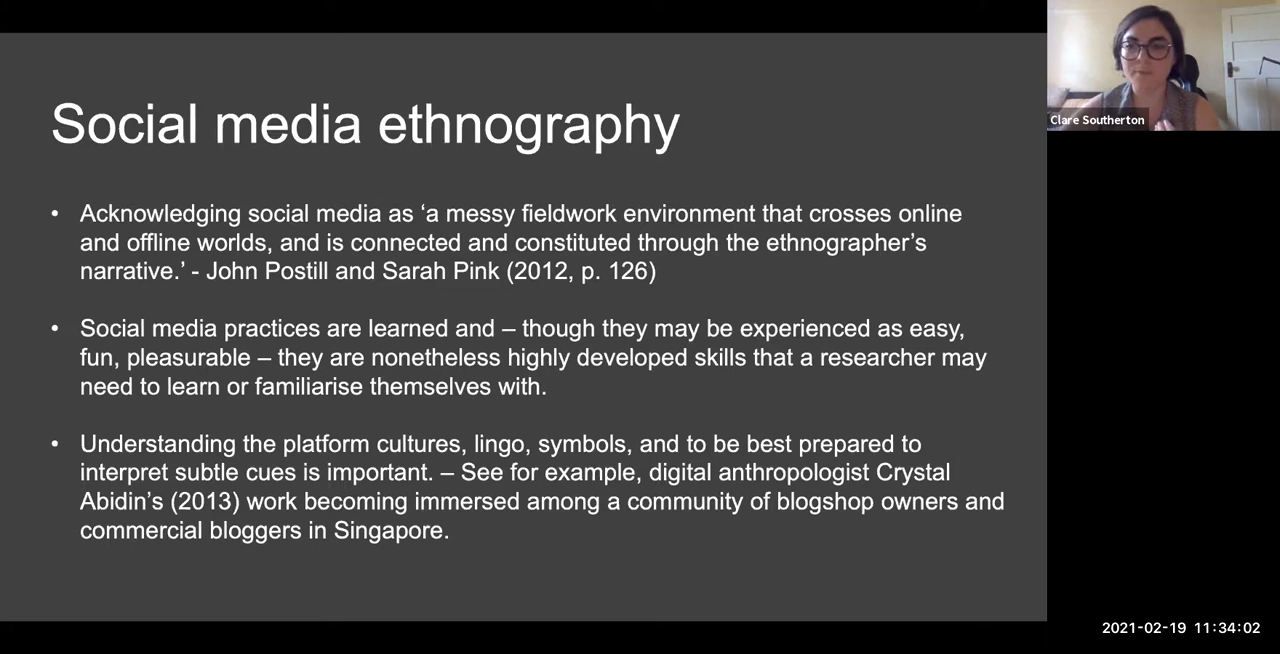 Social media ethnography
• Acknowledging social media as ‘a messy fieldwork environment that crosses online
and offline worlds, and is connected and constituted through the ethnographer’s
narrative.’ - John Postill and Sarah Pink (2012, p. 126)
• Social media practices are learned and – though they may be experienced as easy,
fun, pleasurable – they are nonetheless highly developed skills that a researcher may
need to learn or familiarise themselves with.
• Understanding the platform cultures, lingo, symbols, and to be best prepared to
interpret subtle cues is important. – See for example, digital anthropologist Crystal
Abidin’s (2013) work becoming immersed among a community of blogshop owners and
commercial bloggers in Singapore.
Clare Southerton
2021-02-19 11:34:02